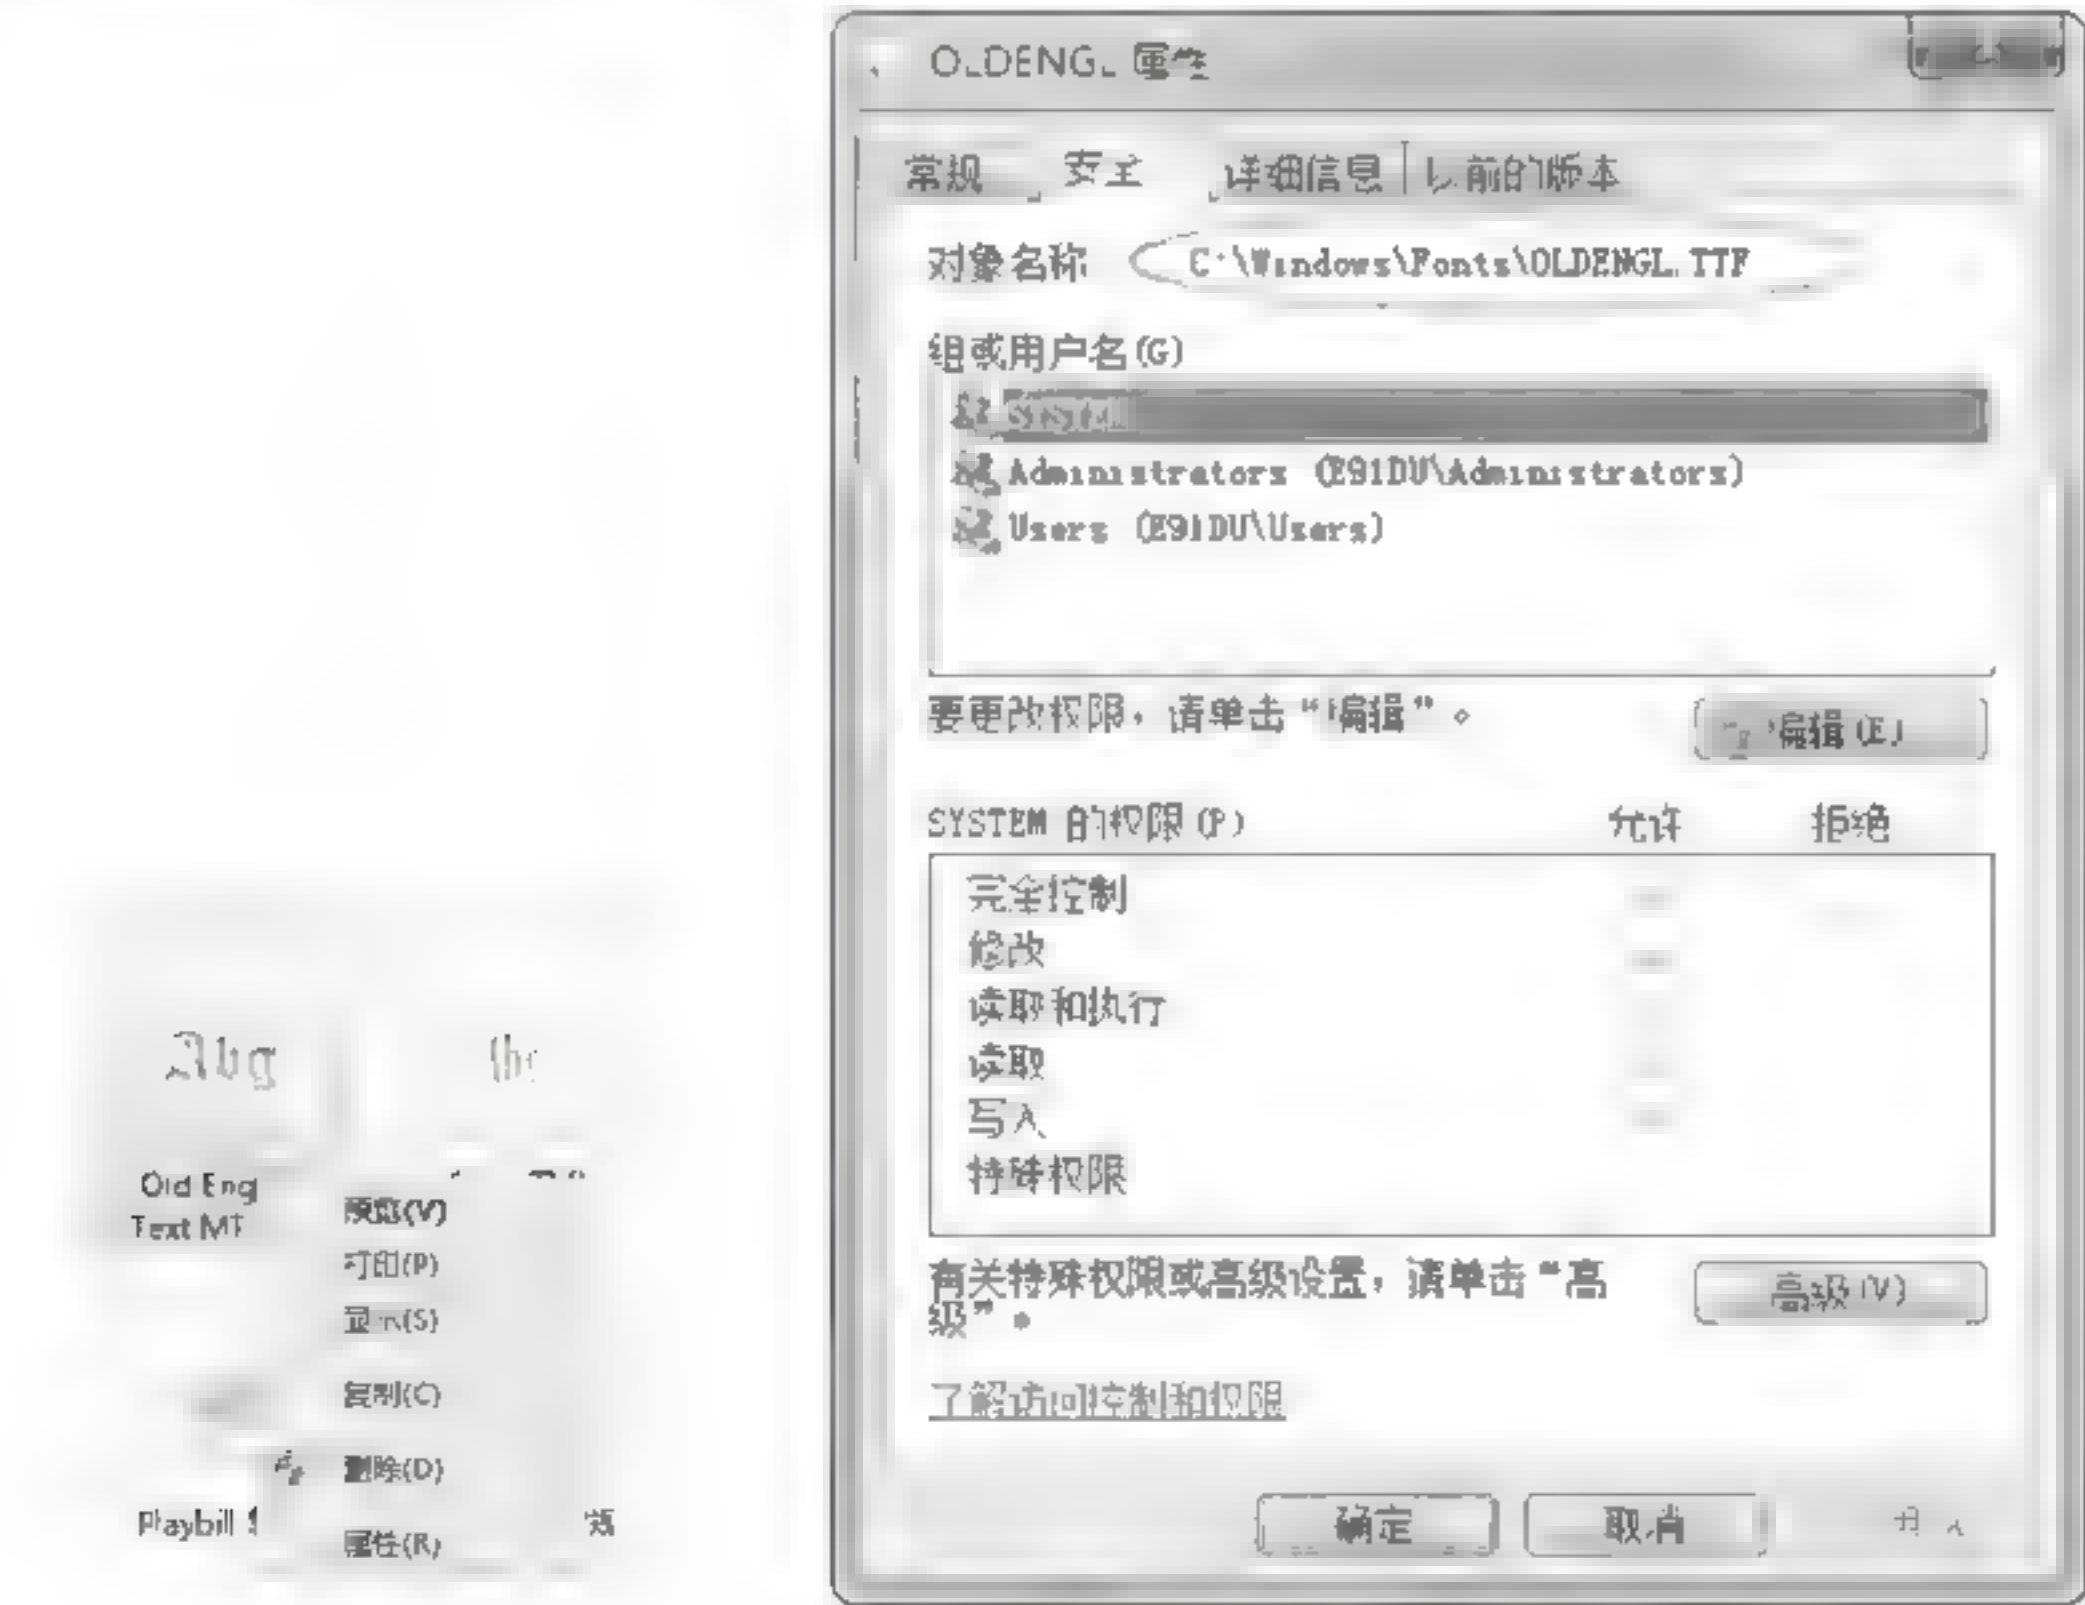 Abg
Old Eng
Text MT
预览(V)
打印(P)
显示(S)
复制(C)
删除(D)
Playbill
属性(R)
OLDENGL 属性
常规 安全 详细信息 以前的版本
对象名称 C:\Windows\Fonts\OLDENGL.TTF
组或用户名(G)
SYSTEM
Administrators (E91DU\Administrators)
Users (E91DU\Users)
要更改权限，请单击“编辑”。 编辑(E)
SYSTEM 的权限(P) 允许 拒绝
完全控制
修改
读取和执行
读取
写入
特殊权限
有关特殊权限或高级设置，请单击“高
级”。 高级(V)
了解访问控制和权限
确定 取消